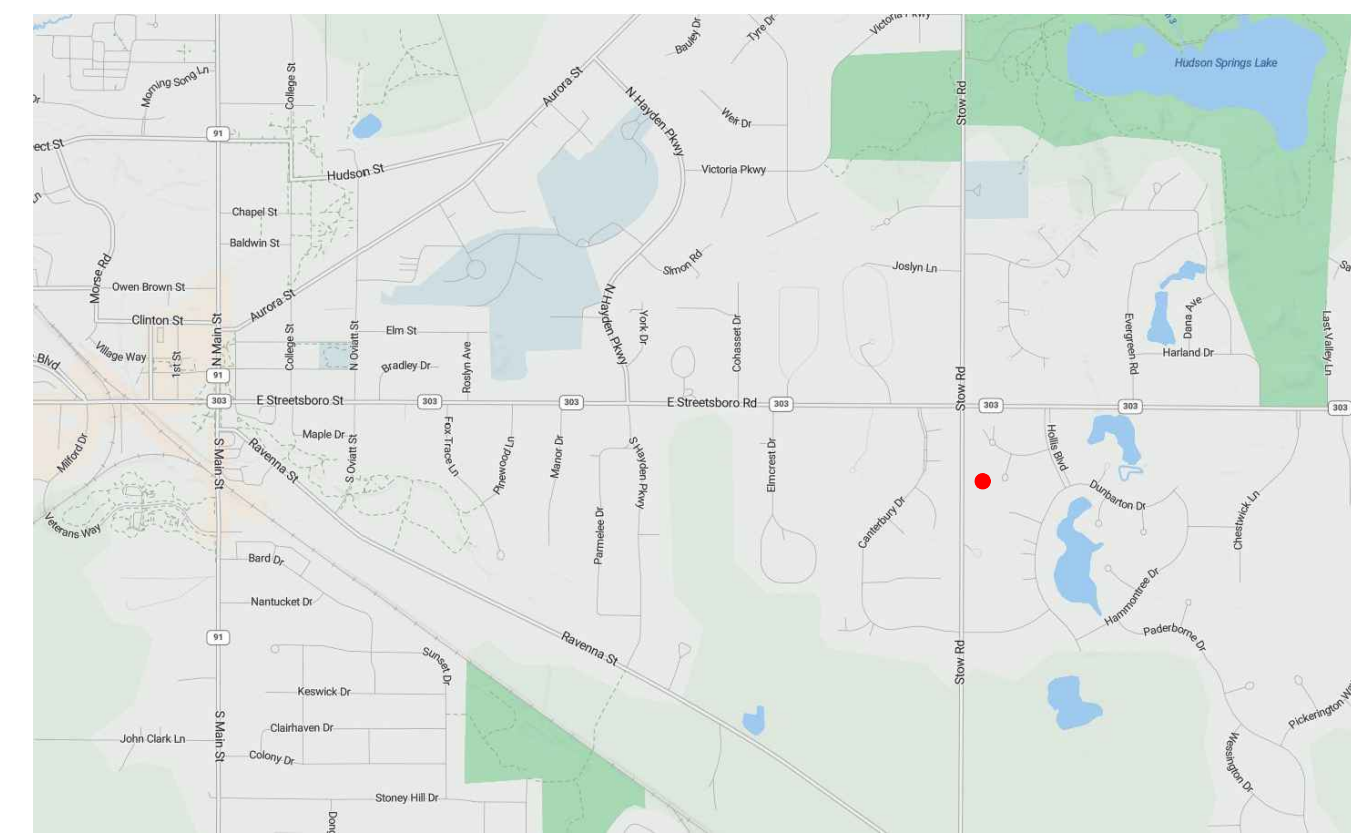 Bauley Dr
Tyre Dr
Victoria Pkwy
Hudson Springs Lake
Morning Song Ln
College St
Aurora St
N Hayden Pkwy
Stow Rd
Dr
Weir Dr
91
ect St
Hudson St
Victoria Pkwy
Ln
Chapel St
Baldwin St
Simon Rd
Joslyn Ln
Sa
Morse Rd
Owen Brown St
Aurora St
N Hayden Pkwy
Dana Ave
Clinton St
N Main St
College St
N Oviatt St
Elm St
York Dr
Cohasset Dr
Evergreen Rd
Last Valley Ln
Village Way
1st St
Bradley Dr
Roslyn Ave
Harland Dr
Blvd
91
Stow Rd
303
E Streetsboro St
303
303
E Streetsboro Rd
303
303
303
303
Milford Dr
S Main St
Ravenna St
Maple Dr
S Oviatt St
Fox Trace Ln
Pinewood Ln
Manor Dr
S Hayden Pkwy
Elmcrest Dr
Hollis Blvd
Dunbarton Dr
Veterans Way
Parmelee Dr
Canterbury Dr
Chestwick Ln
Bard Dr
Nantucket Dr
Hammontree Dr
91
Ravenna St
Paderborne Dr
Sunset Dr
Stow Rd
Keswick Dr
Pickerington W
S Main St
Clairhaven Dr
John Clark Ln
Colony Dr
Wessington Dr
Stoney Hill Dr
Dong